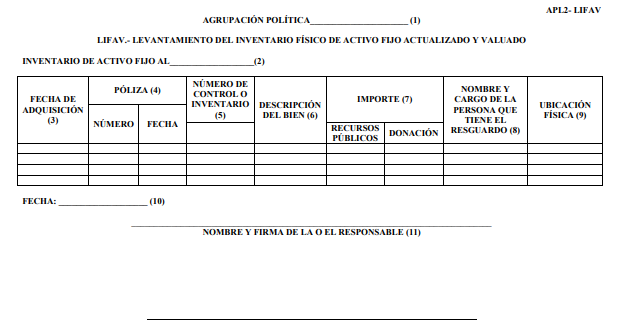 APL2- LIFAV
AGRUPACIÓN POLÍTICA____________________ (1)
LIFAV.- LEVANTAMIENTO DEL INVENTARIO FÍSICO DE ACTIVO FIJO ACTUALIZADO Y VALUADO
INVENTARIO DE ACTIVO FIJO AL_________________(2)
FECHA DE
ADQUISICIÓN
(3)
PÓLIZA (4)
NÚMERO
FECHA
NÚMERO DE
CONTROL O
INVENTARIO
(5)
DESCRIPCIÓN
DEL BIEN (6)
IMPORTE (7)
RECURSOS
PÚBLICOS
DONACIÓN
NOMBRE Y
CARGO DE LA
PERSONA QUE
TIENE EL
RESGUARDO (8)
UBICACIÓN
FÍSICA (9)
FECHA: __________________ (10)
NOMBRE Y FIRMA DE LA O EL RESPONSABLE (11)